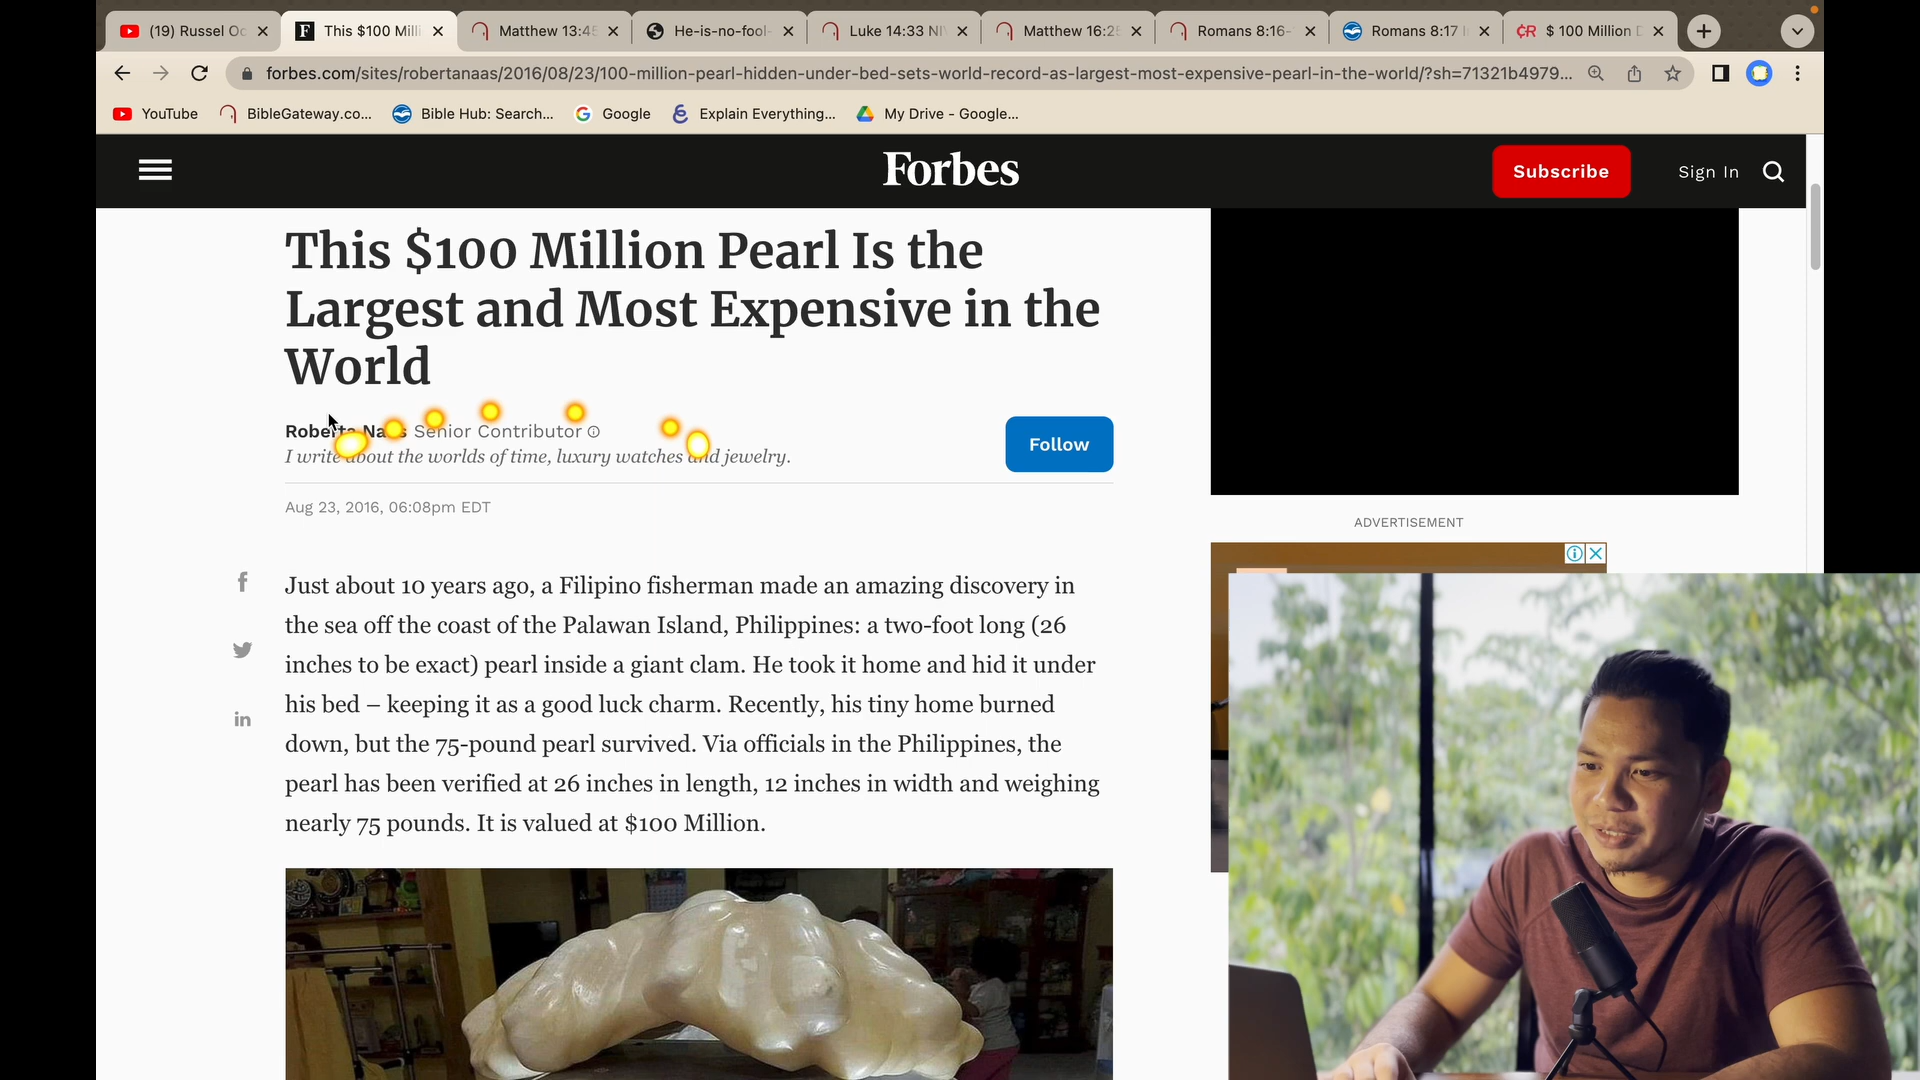 (19) Russel Oc
This $100 Mill
Matthew 13:45
He-is-no-fool-
Luke 14:33 NI
Matthew 16:2
Romans 8:16-
Romans 8:17 I
$ 100 Million D
forbes.com/sites/robertanaas/2016/08/23/100-million-pearl-hidden-under-bed-sets-world-record-as-largest-most-expensive-pearl-in-the-world/?sh=71321b4979...
YouTube
BibleGateway.co...
Bible Hub: Search...
Google
Explain Everything...
My Drive - Google...
Forbes
Subscribe
Sign In
This $100 Million Pearl Is the
Largest and Most Expensive in the
World
Roberta Naas Senior Contributor
I write about the worlds of time, luxury watches and jewelry.
Follow
Aug 23, 2016, 06:08pm EDT
ADVERTISEMENT
Just about 10 years ago, a Filipino fisherman made an amazing discovery in
the sea off the coast of the Palawan Island, Philippines: a two-foot long (26
inches to be exact) pearl inside a giant clam. He took it home and hid it under
his bed – keeping it as a good luck charm. Recently, his tiny home burned
down, but the 75-pound pearl survived. Via officials in the Philippines, the
pearl has been verified at 26 inches in length, 12 inches in width and weighing
nearly 75 pounds. It is valued at $100 Million.